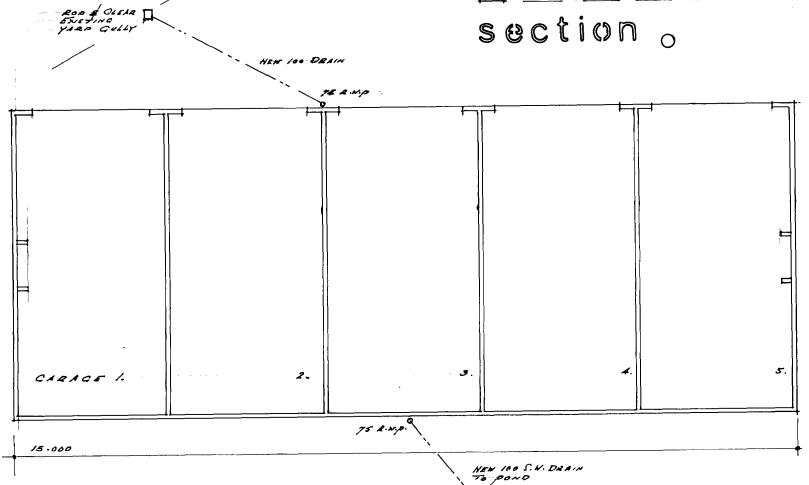 ROD & CLEAR
EXISTING
YARD GULLY
section
NEW 100 DRAIN
75 R.W.P
GARAGE 1.
2.
3.
4.
5.
75 R.W.P.
15.000
NEW 100 S.W. DRAIN
TO POND